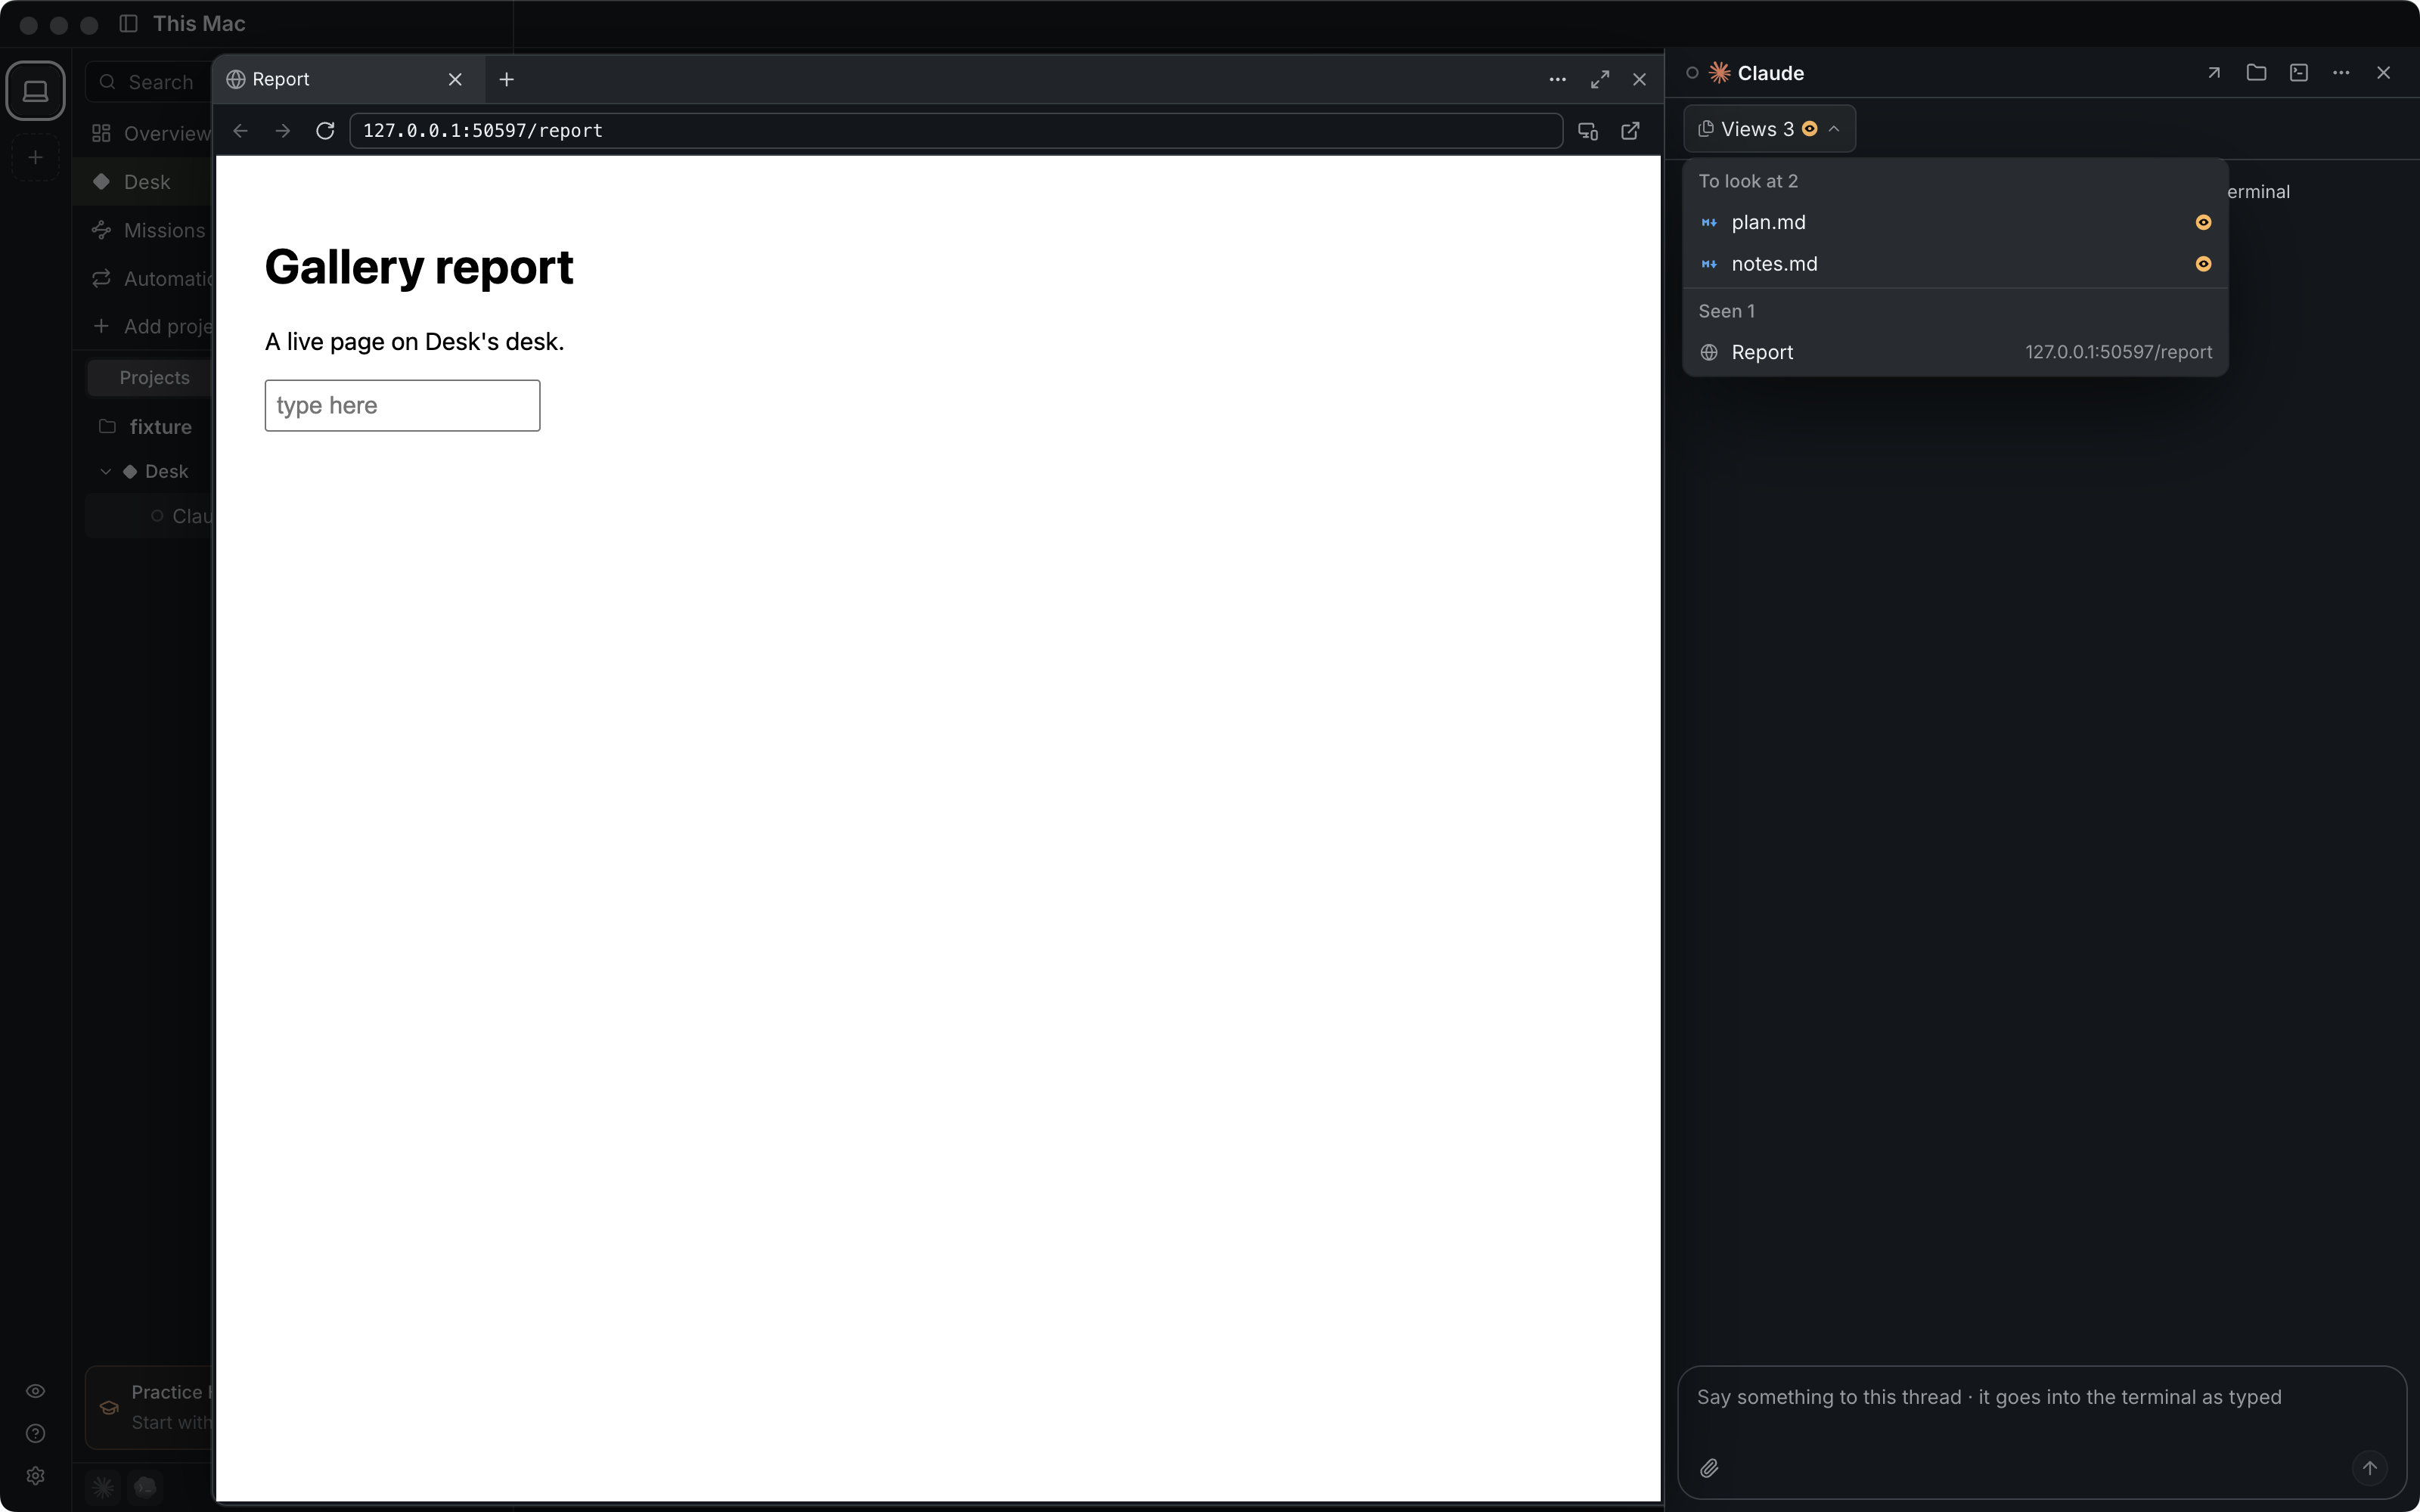 This Mac
Search
Overview
Desk
Missions
Automatic
Add proje
Projects
fixture
Desk
Clau
Practice
Start with
Report
127.0.0.1:50597/report
Gallery report
A live page on Desk's desk.
type here
Claude
Views 3
To look at 2
plan.md
notes.md
Seen 1
Report 127.0.0.1:50597/report
erminal
Say something to this thread · it goes into the terminal as typed